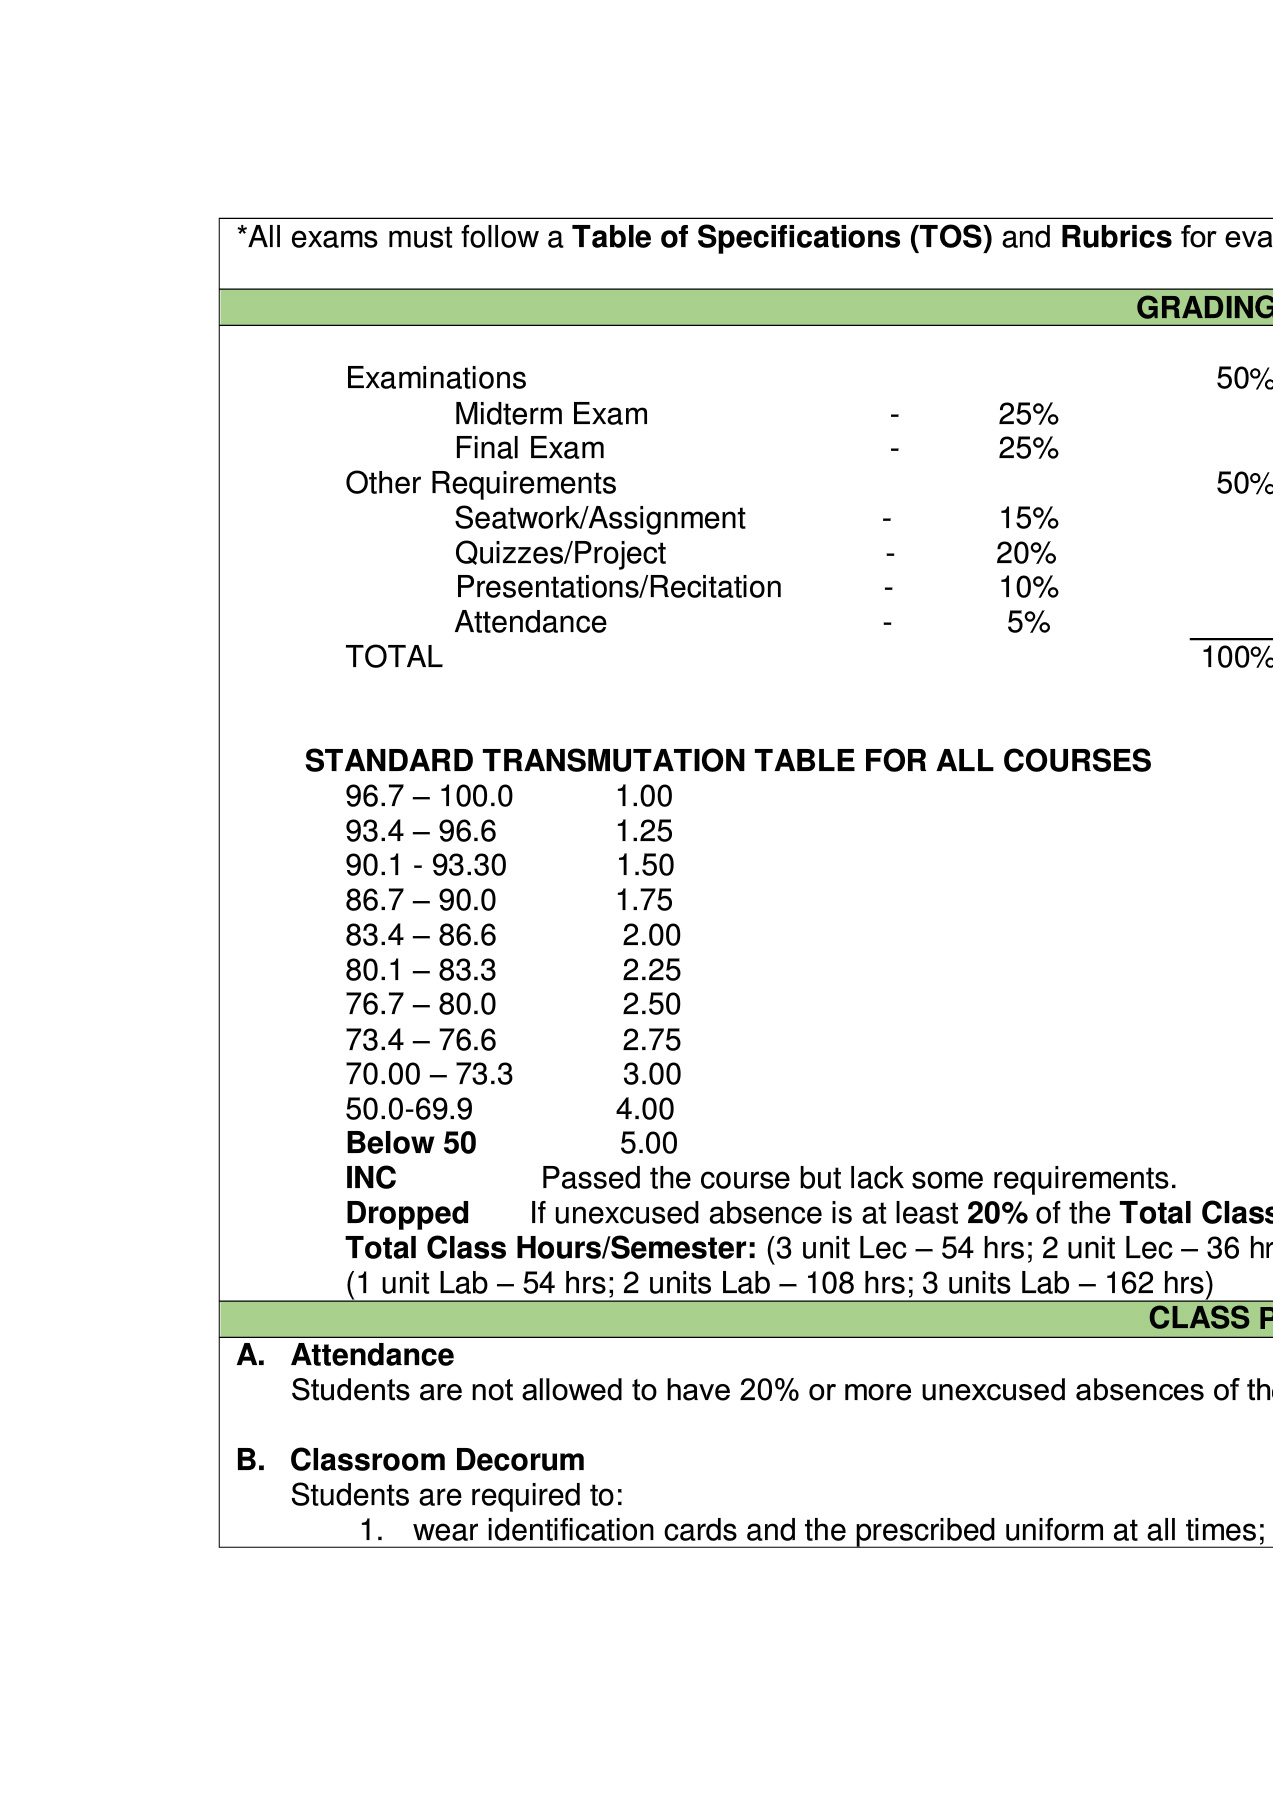 *All exams must follow a Table of Specifications (TOS) and Rubrics for eva
GRADING
Examinations 50%
Midterm Exam - 25%
Final Exam - 25%
Other Requirements 50%
Seatwork/Assignment - 15%
Quizzes/Project - 20%
Presentations/Recitation - 10%
Attendance - 5%
TOTAL 100%
STANDARD TRANSMUTATION TABLE FOR ALL COURSES
96.7 – 100.0 1.00
93.4 – 96.6 1.25
90.1 - 93.30 1.50
86.7 – 90.0 1.75
83.4 – 86.6 2.00
80.1 – 83.3 2.25
76.7 – 80.0 2.50
73.4 – 76.6 2.75
70.00 – 73.3 3.00
50.0-69.9 4.00
Below 50 5.00
INC Passed the course but lack some requirements.
Dropped If unexcused absence is at least 20% of the Total Class
Total Class Hours/Semester: (3 unit Lec – 54 hrs; 2 unit Lec – 36 hr
(1 unit Lab – 54 hrs; 2 units Lab – 108 hrs; 3 units Lab – 162 hrs)
CLASS P
A. Attendance
Students are not allowed to have 20% or more unexcused absences of the
B. Classroom Decorum
Students are required to:
1. wear identification cards and the prescribed uniform at all times;